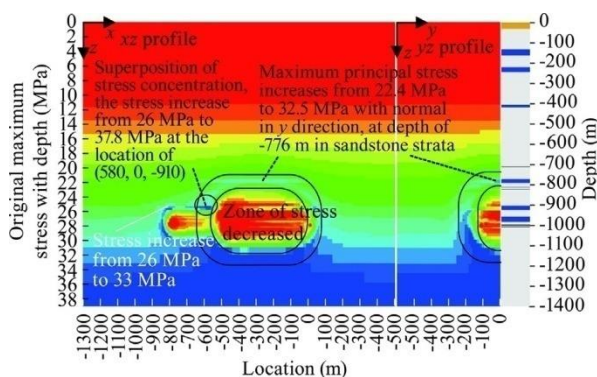 0
2
4
6
8
10
12
14
16
18
20
22
24
26
28
30
32
34
36
38
Original maximum
stress with depth (MPa)
x xz profile
z
Superposition of
stress concentration,
the stress increase
from 26 MPa to
37.8 MPa at the
location of
(580, 0, -910)
Maximum principal stress
increases from 22.4 MPa
to 32.5 MPa with normal
in y direction, at depth of
-776 m in sandstone strata
Zone of stress
decreased
Stress increase
from 26 MPa
to 33 MPa
y
z yz profile
-0
-100
-200
-300
-400
-500
-600
-700
-800
-900
-1000
-1100
-1200
-1300
-1400
Depth (m)
-1300
-1200
-1100
-1000
-900
-800
-700
-600
-500
-400
-300
-200
-100
-0
100
200
300
400
-500
-400
-300
-200
-100
-0
Location (m)